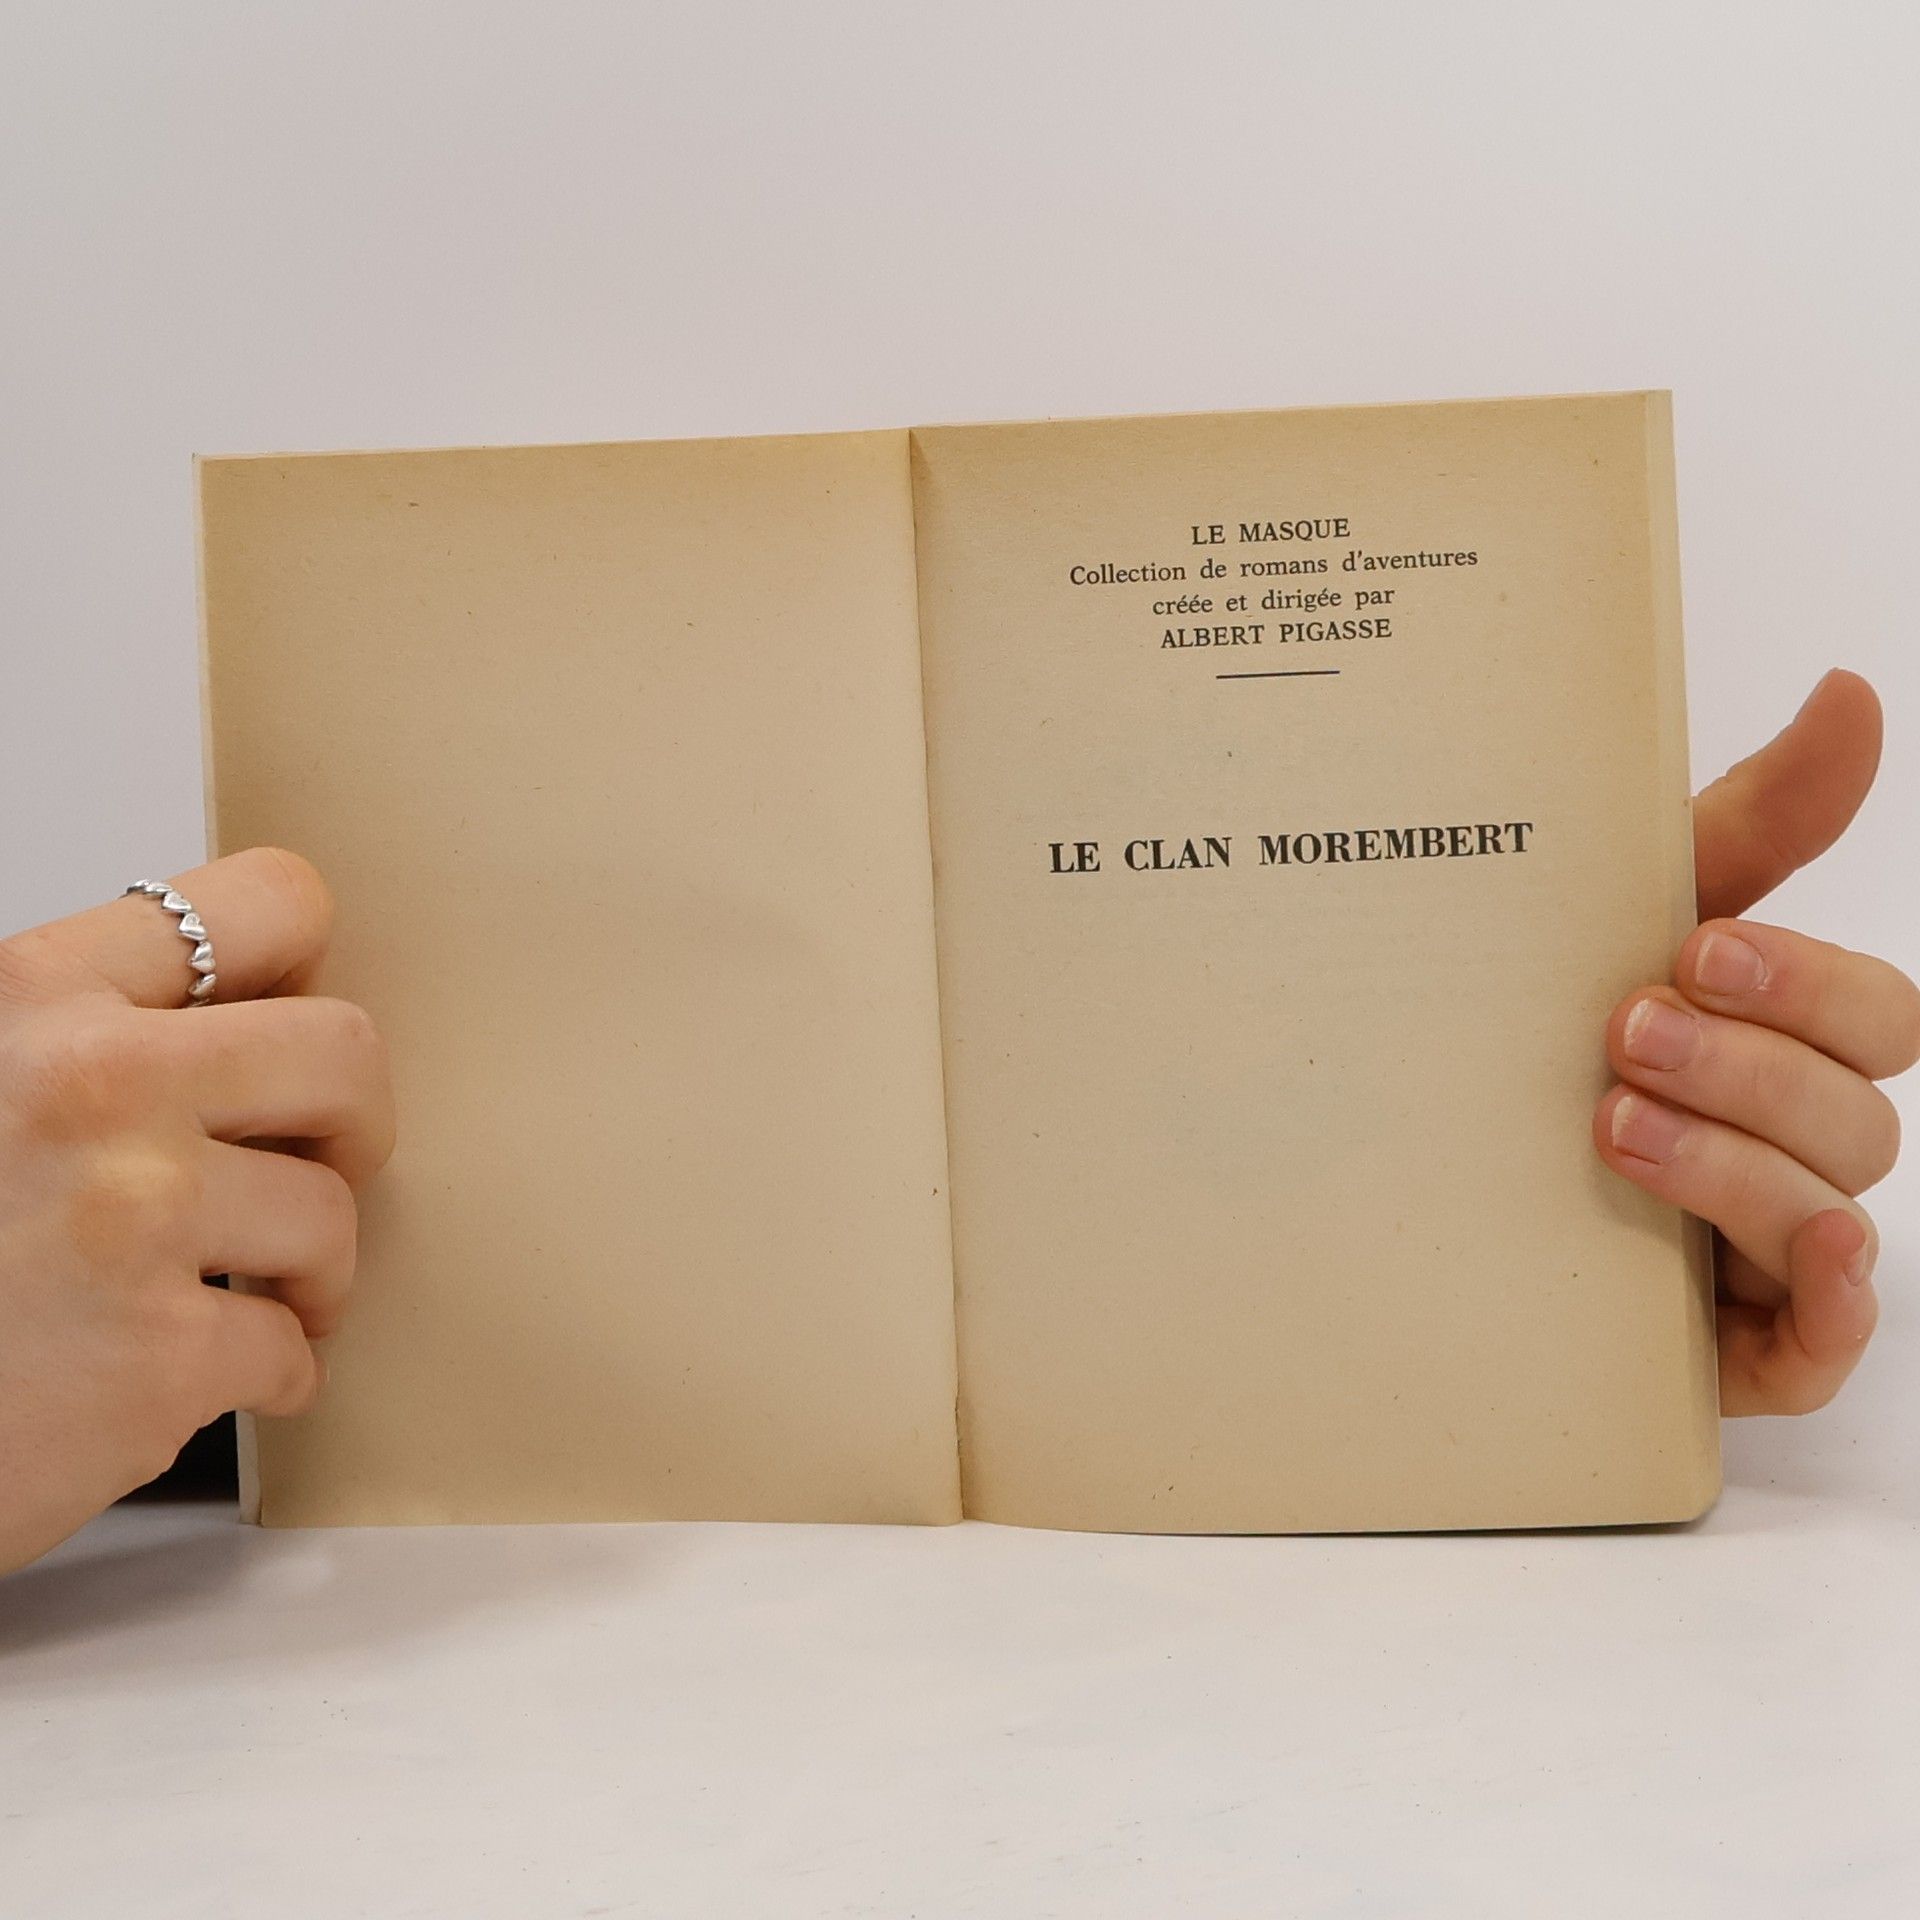 LE MASQUE
Collection de romans d'aventures
créée et dirigée par
ALBERT PIGASSE
LE CLAN MOREMBERT